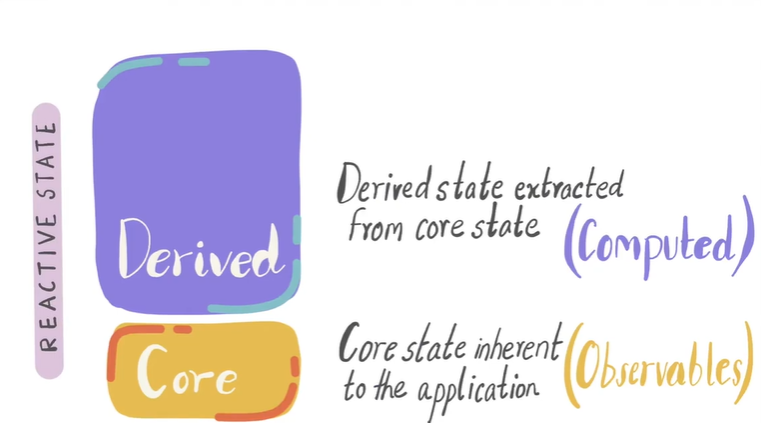 REACTIVE STATE
Derived
Derived state extracted
from core state (Computed)
Core
Core state inherent
to the application (Observables)